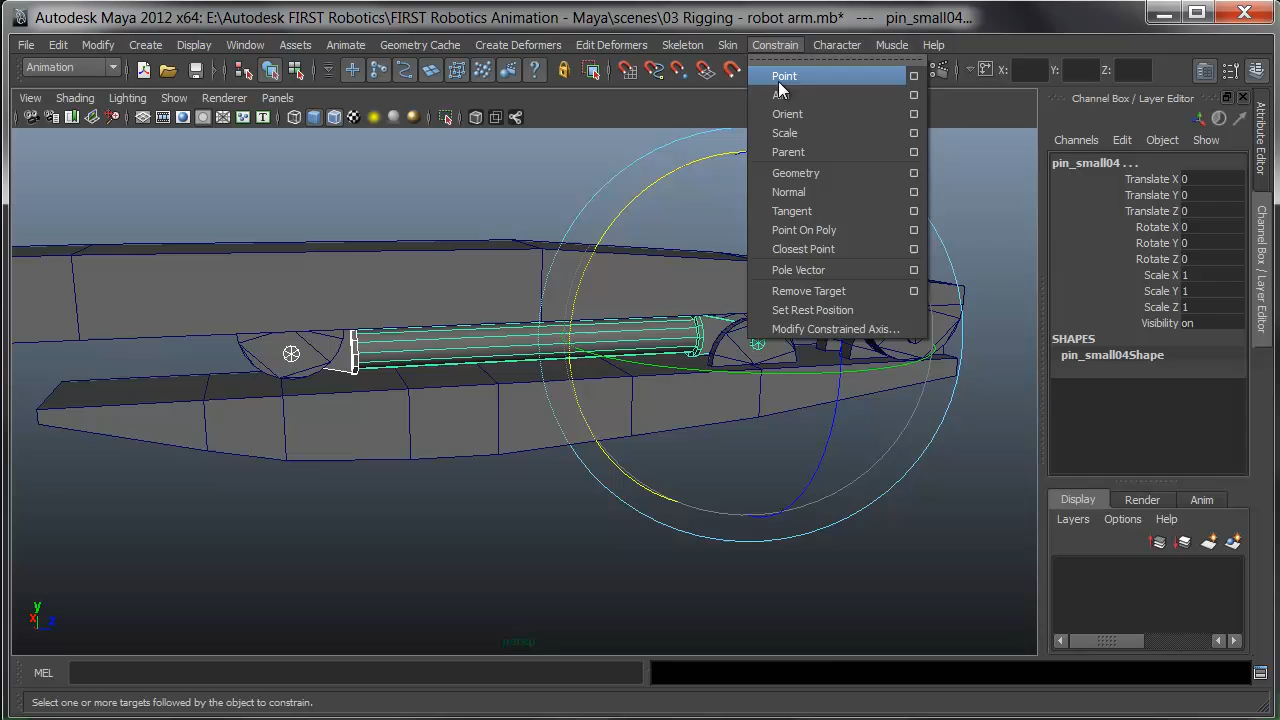 Autodesk Maya 2012 x64: E:\Autodesk FIRST Robotics\FIRST Robotics Animation - Maya\scenes\03 Rigging - robot arm.mb* --- pin_small04...
File Edit Modify Create Display Window Assets Animate Geometry Cache Create Deformers Edit Deformers Skeleton Skin Constrain Character Muscle Help
Animation X: Y: Z:
View Shading Lighting Show Renderer Panels
Channel Box / Layer Editor
Channels Edit Object Show
pin_small04 . . .
Translate X 0
Translate Y 0
Translate Z 0
Rotate X 0
Rotate Y 0
Rotate Z 0
Scale X 1
Scale Y 1
Scale Z 1
Visibility on
SHAPES
pin_small04Shape
Attribute Editor
Channel Box / Layer Editor
Point
Orient
Scale
Parent
Geometry
Normal
Tangent
Point On Poly
Closest Point
Pole Vector
Remove Target
Set Rest Position
Modify Constrained Axis...
Display Render Anim
Layers Options Help
y
x
z
persp
MEL
Select one or more targets followed by the object to constrain.